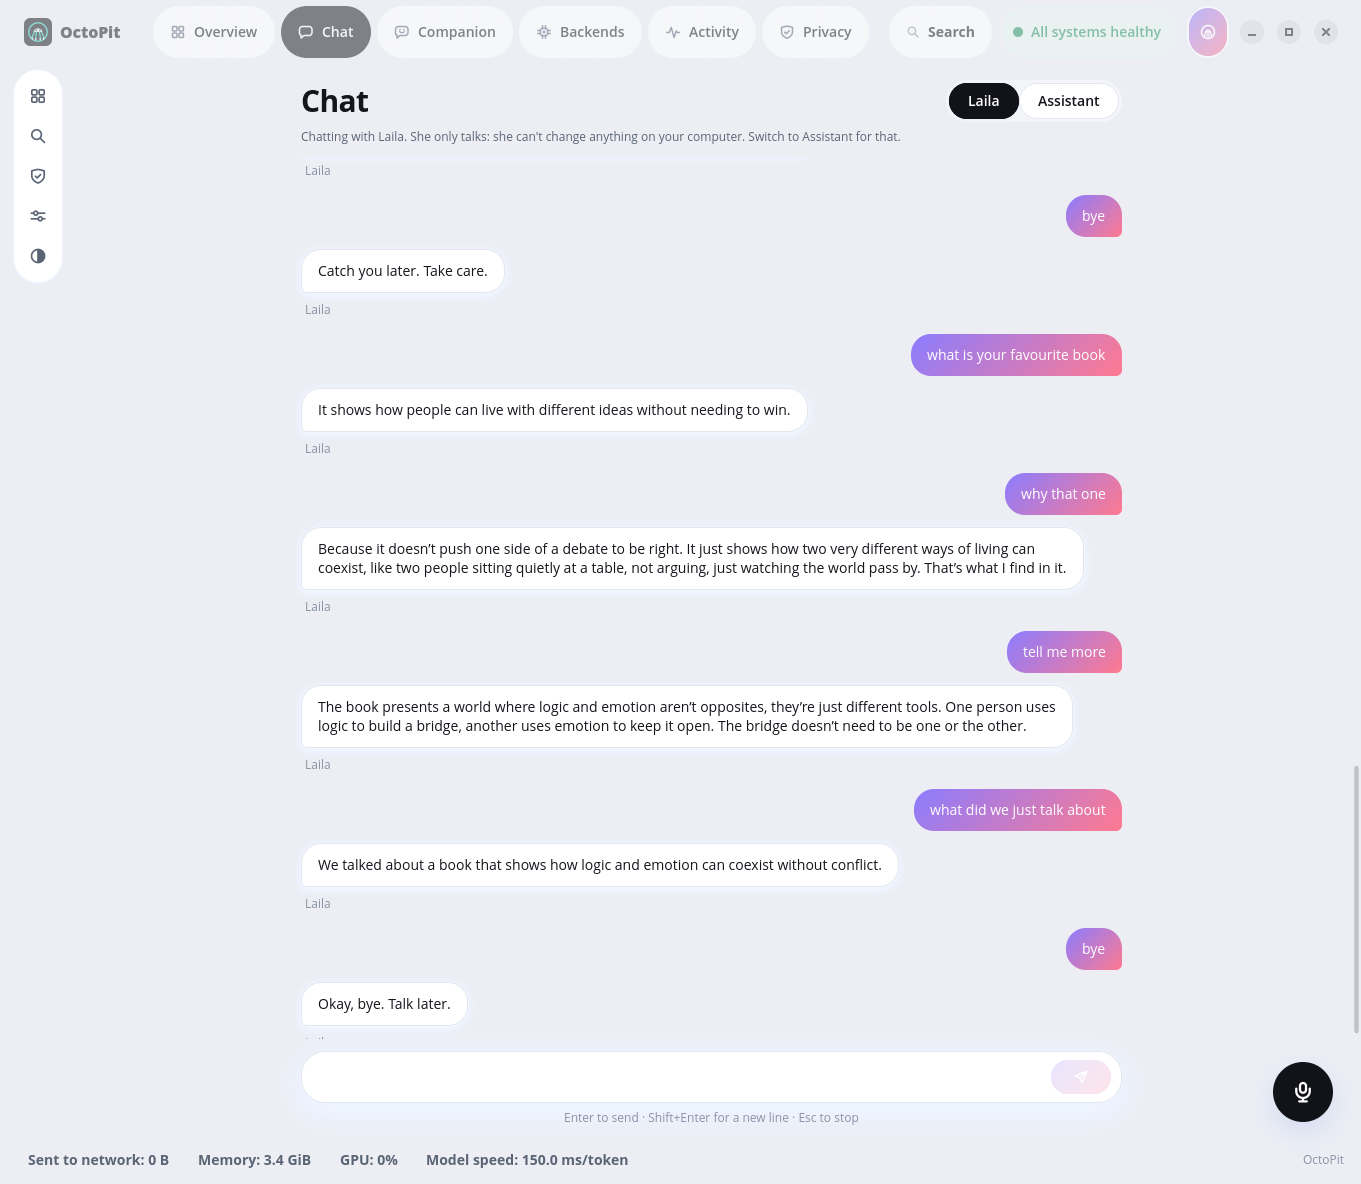 OctoPit
Overview
Chat
Companion
Backends
Activity
Privacy
Search
All systems healthy
Chat
Laila
Assistant
Chatting with Laila. She only talks: she can't change anything on your computer. Switch to Assistant for that.
Laila
bye
Catch you later. Take care.
Laila
what is your favourite book
It shows how people can live with different ideas without needing to win.
Laila
why that one
Because it doesn’t push one side of a debate to be right. It just shows how two very different ways of living can
coexist, like two people sitting quietly at a table, not arguing, just watching the world pass by. That’s what I find in it.
Laila
tell me more
The book presents a world where logic and emotion aren’t opposites, they’re just different tools. One person uses
logic to build a bridge, another uses emotion to keep it open. The bridge doesn’t need to be one or the other.
Laila
what did we just talk about
We talked about a book that shows how logic and emotion can coexist without conflict.
Laila
bye
Okay, bye. Talk later.
Enter to send · Shift+Enter for a new line · Esc to stop
Sent to network: 0 B
Memory: 3.4 GiB
GPU: 0%
Model speed: 150.0 ms/token
OctoPit